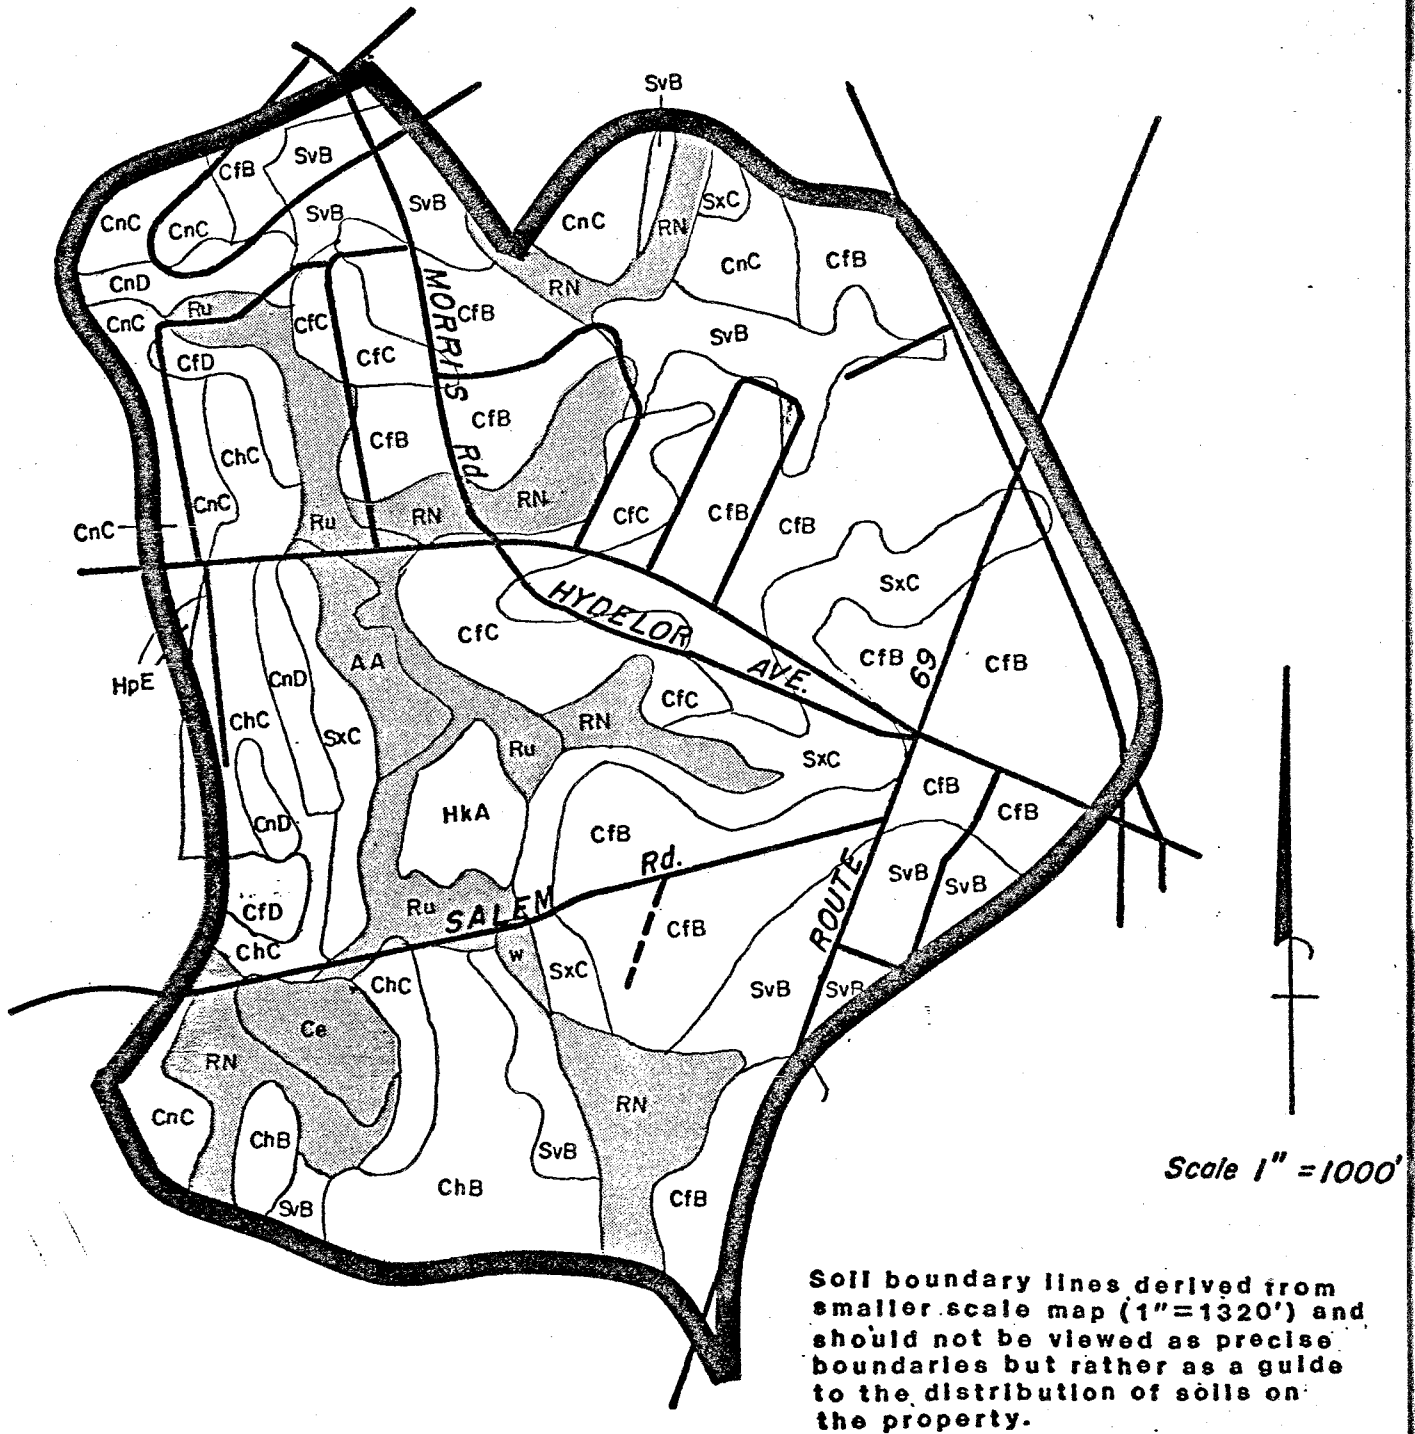 SvB
CfB
SvB
CnC
CnC
SvB
SvB
CnC
RN
SxC
CnD
CnC
CfB
RN
Ru
CnC
CfC
CfB
SvB
CfD
CfC
MORRIS Rd.
CfB
CfB
ChC
CnC
RN
CnC
Ru
RN
CfC
CfB
CfB
SxC
HYDELOR AVE.
CfC
AA
CfB
CfB
HpE
CnD
CfC
69
ChC
SxC
RN
Ru
SxC
CfB
CfB
HkA
CnD
CfB
Rd.
ROUTE
SvB
SvB
CfD
Ru
SALEM
CfB
ChC
W
SxC
ChC
SvB
SvB
Ce
RN
RN
CnC
ChB
SvB
ChB
CfB
SvB
Scale 1" = 1000'
Soil boundary lines derived from
smaller scale map (1"=1320') and
should not be viewed as precise
boundaries but rather as a guide
to the distribution of soils on
the property.